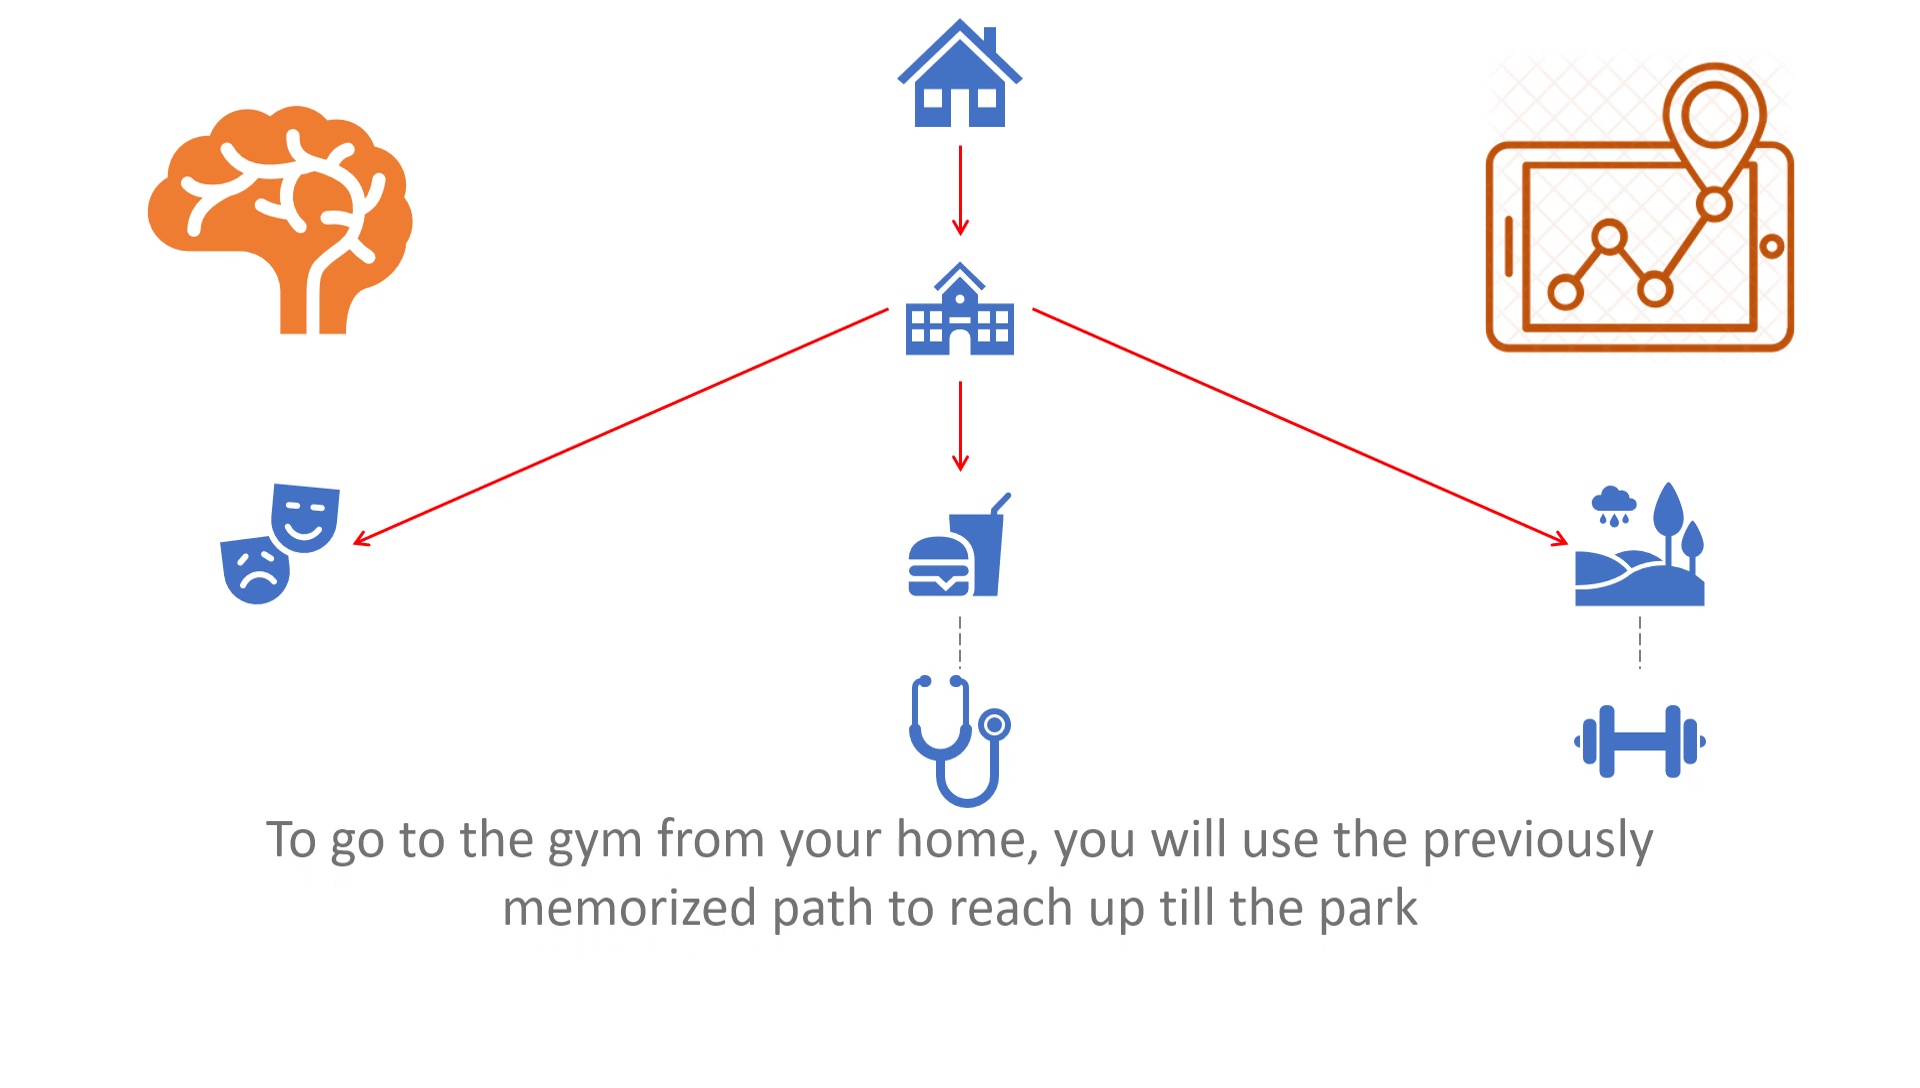 To go to the gym from your home, you will use the previously
memorized path to reach up till the park